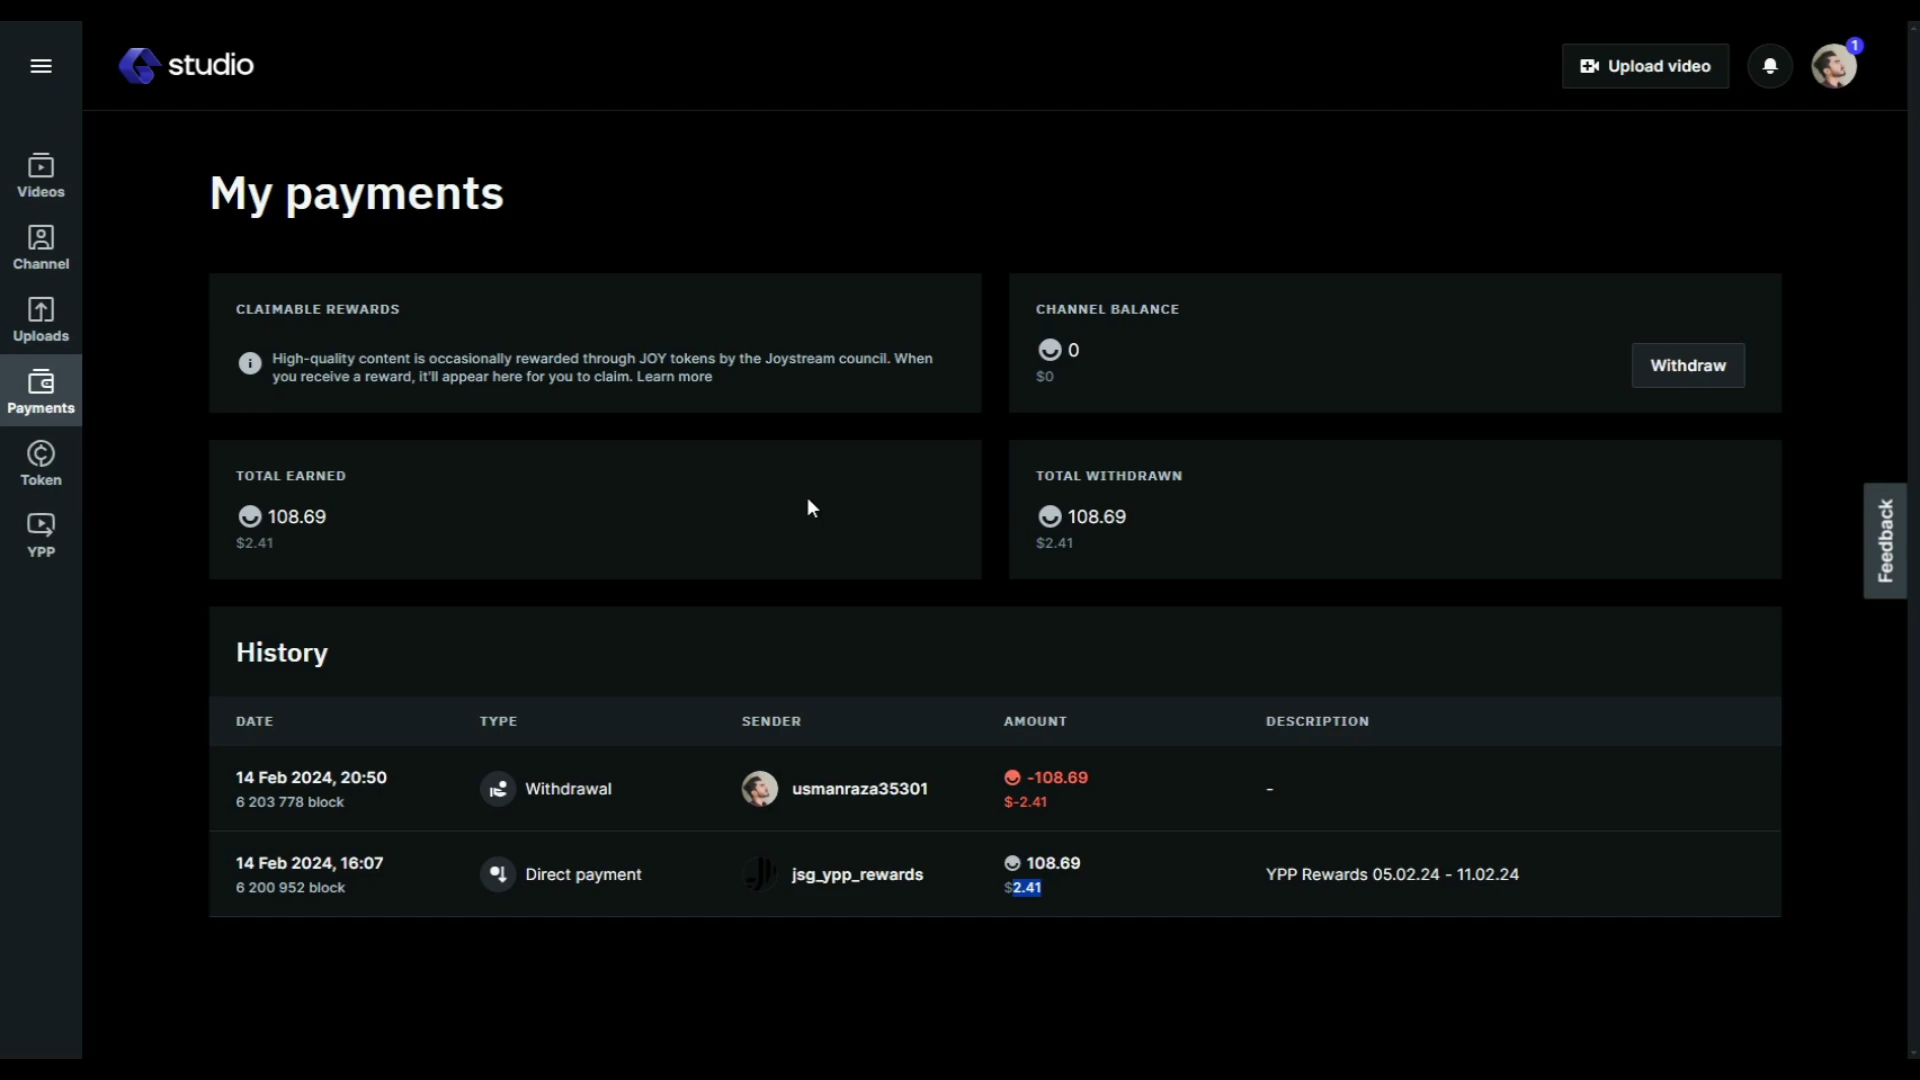 studio
Upload video
1
Videos
Channel
Uploads
Payments
Token
YPP
My payments
CLAIMABLE REWARDS
High-quality content is occasionally rewarded through JOY tokens by the Joystream council. When
you receive a reward, it'll appear here for you to claim. Learn more
CHANNEL BALANCE
0
$0
Withdraw
TOTAL EARNED
108.69
$2.41
TOTAL WITHDRAWN
108.69
$2.41
Feedback
History
DATE TYPE SENDER AMOUNT DESCRIPTION
14 Feb 2024, 20:50
6 203 778 block
Withdrawal
usmanraza35301
-108.69
$-2.41
-
14 Feb 2024, 16:07
6 200 952 block
Direct payment
jsg_ypp_rewards
108.69
$2.41
YPP Rewards 05.02.24 - 11.02.24